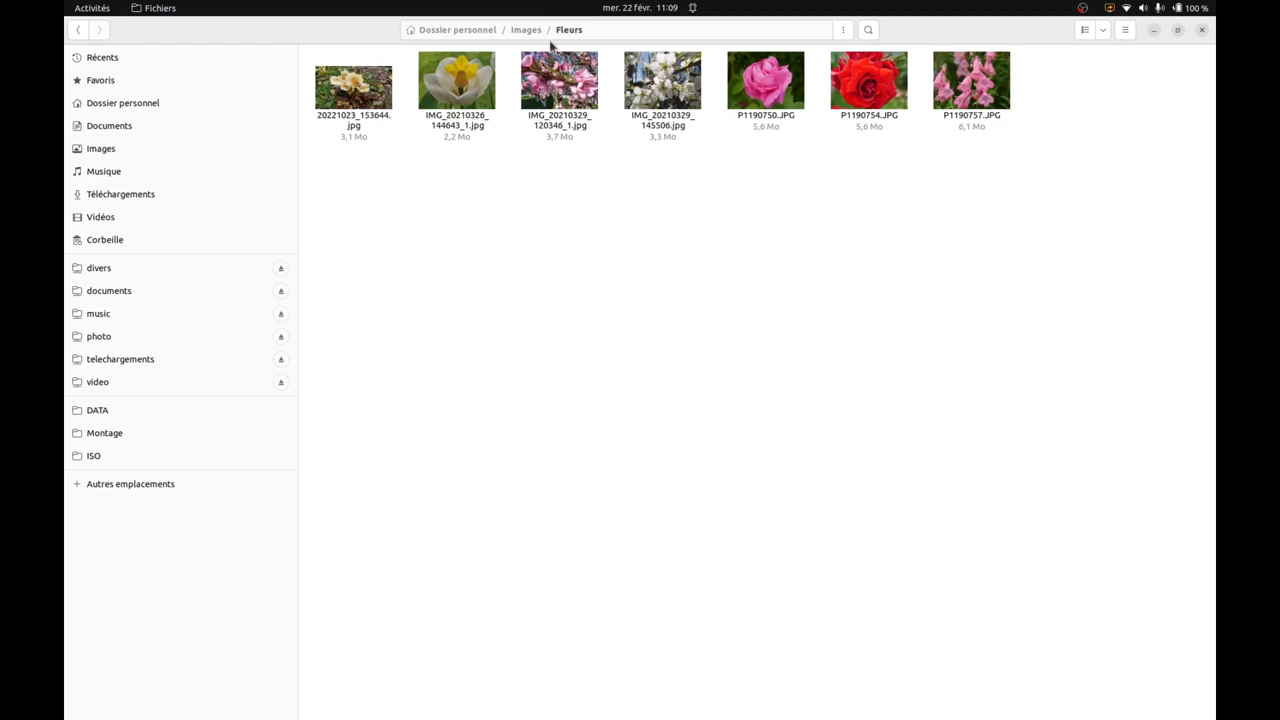 Activités Fichiers mer. 22 févr. 11:09 100 %
Dossier personnel / Images / Fleurs
Récents
Favoris
Dossier personnel
Documents
Images
Musique
Téléchargements
Vidéos
Corbeille
divers
documents
music
photo
telechargements
video
DATA
Montage
ISO
+ Autres emplacements
20221023_153644.
jpg
3,1 Mo
IMG_20210326_
144643_1.jpg
2,2 Mo
IMG_20210329_
120346_1.jpg
3,7 Mo
IMG_20210329_
145506.jpg
3,3 Mo
P1190750.JPG
5,6 Mo
P1190754.JPG
5,6 Mo
P1190757.JPG
6,1 Mo